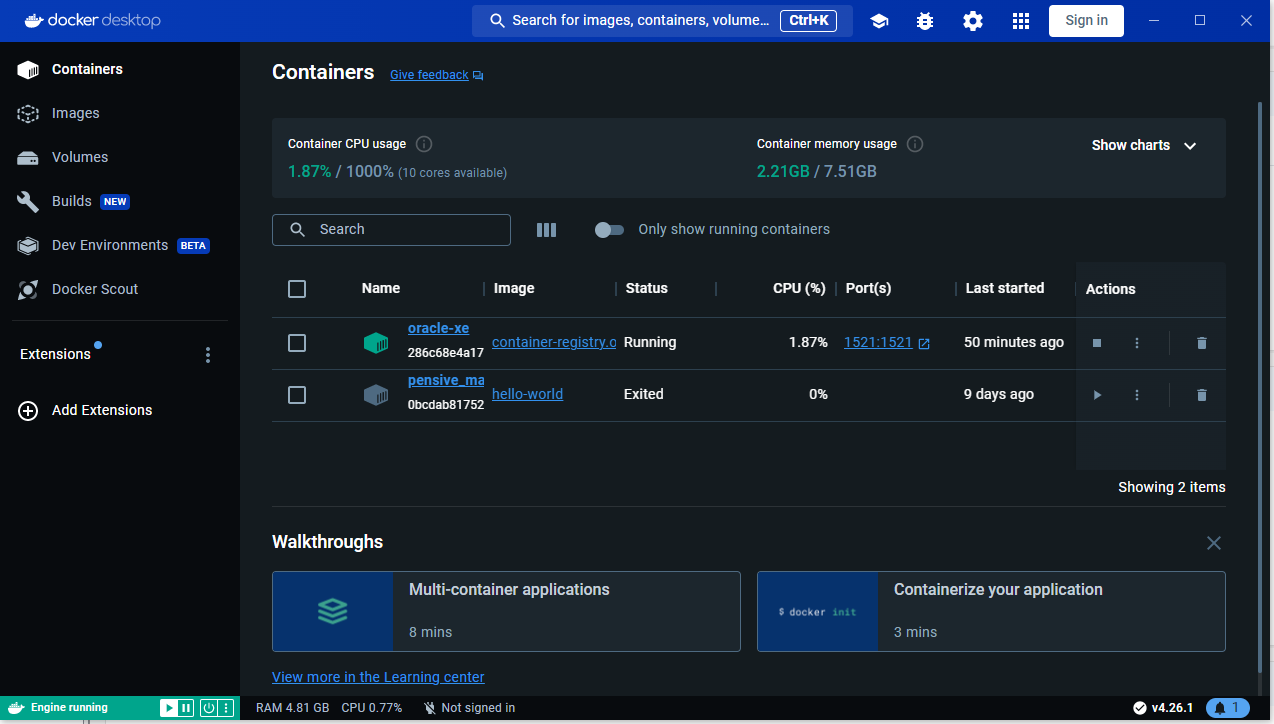 docker desktop
Search for images, containers, volume... Ctrl+K
Sign in
Containers
Images
Volumes
Builds NEW
Dev Environments BETA
Docker Scout
Extensions
Add Extensions
Containers Give feedback
Container CPU usage
1.87% / 1000% (10 cores available)
Container memory usage
2.21GB / 7.51GB
Show charts
Search
Only show running containers
Name Image Status CPU (%) Port(s) Last started Actions
oracle-xe
286c68e4a17
container-registry.o Running 1.87% 1521:1521 50 minutes ago
pensive_ma
0bcdab81752
hello-world Exited 0% 9 days ago
Showing 2 items
Walkthroughs
Multi-container applications
8 mins
$ docker init
Containerize your application
3 mins
View more in the Learning center
Engine running
RAM 4.81 GB CPU 0.77% Not signed in
v4.26.1
1